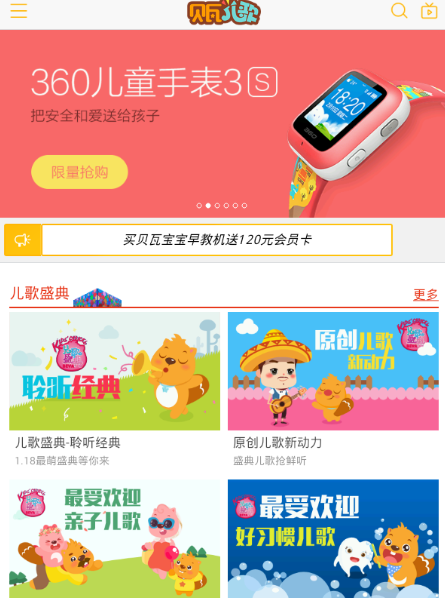 贝瓦儿歌
360儿童手表3 S
把安全和爱送给孩子
限量抢购
18:20
360
买贝瓦宝宝早教机送120元会员卡
儿歌盛典
更多
聆听经典
原创儿歌
新动力
儿歌盛典-聆听经典
1.18最萌盛典等你来
原创儿歌新动力
盛典儿歌抢鲜听
最受欢迎
亲子儿歌
最受欢迎
好习惯儿歌